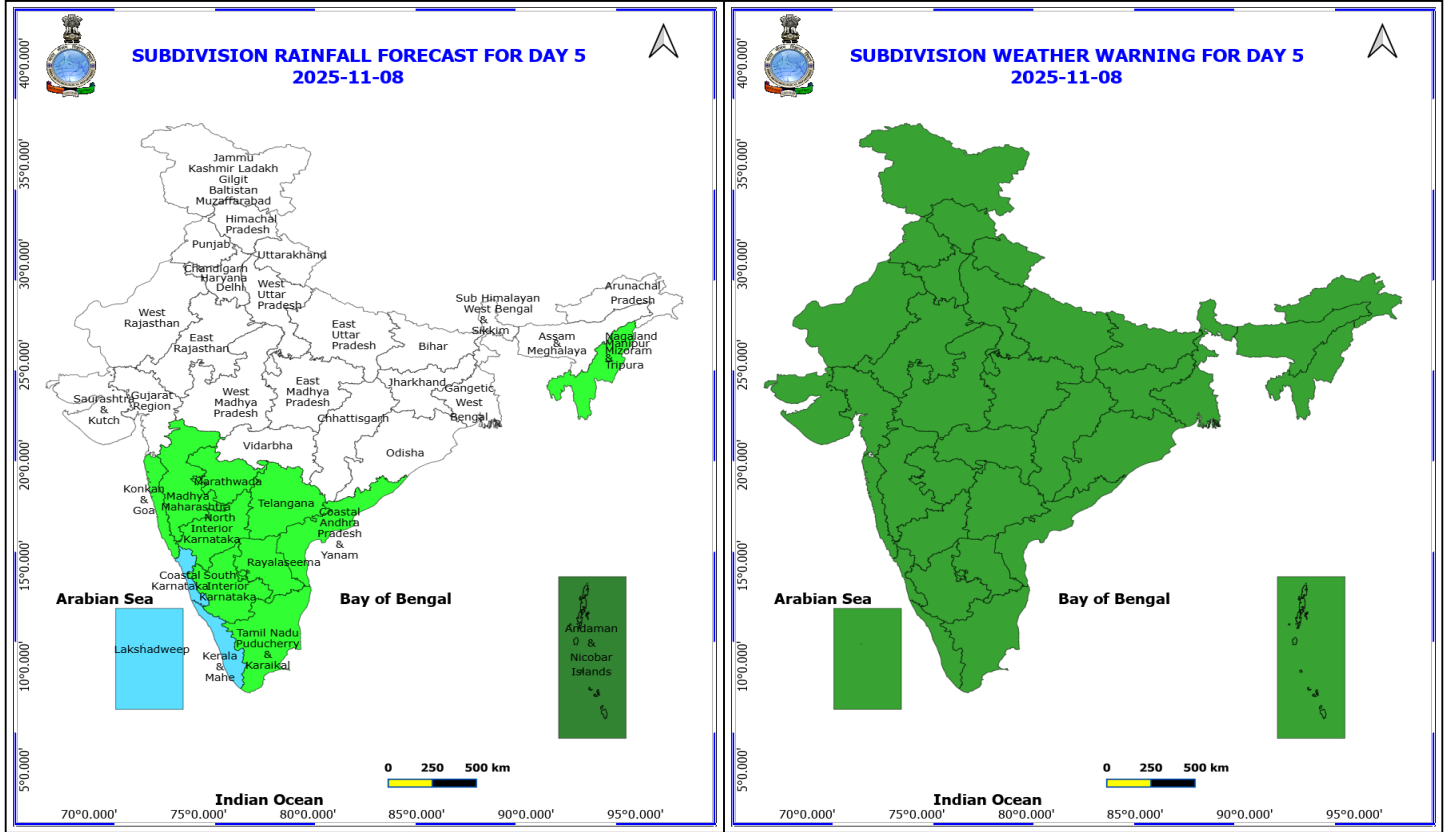 SUBDIVISION RAINFALL FORECAST FOR DAY 5
2025-11-08
40°0.000'
35°0.000'
30°0.000'
25°0.000'
20°0.000'
15°0.000'
10°0.000'
5°0.000'
Jammu
Kashmir Ladakh
Gilgit
Baltistan
Muzaffarabad
Himachal
Pradesh
Punjab
Uttarakhand
Chandigarh
Haryana
Delhi
West
Uttar
Pradesh
Arunachal
Pradesh
Sub Himalayan
West Bengal
&
Sikkim
West
Rajasthan
East
Rajasthan
East
Uttar
Pradesh
Bihar
Assam
&
Meghalaya
Nagaland
Manipur
Mizoram
&
Tripura
Saurashtra
&
Kutch
Gujarat
Region
West
Madhya
Pradesh
East
Madhya
Pradesh
Jharkhand
Gangetic
West
Bengal
Chhattisgarh
Vidarbha
Odisha
Konkan
&
Goa
Madhya
Maharashtra
Marathwada
Telangana
North
Interior
Karnataka
Coastal
Andhra
Pradesh
&
Yanam
Rayalaseema
Coastal
Karnataka
South
Interior
Karnataka
Arabian Sea
Bay of Bengal
Lakshadweep
Kerala
&
Mahe
Tamil Nadu
Puducherry
&
Karaikal
Andaman
&
Nicobar
Islands
0 250 500 km
Indian Ocean
70°0.000' 75°0.000' 80°0.000' 85°0.000' 90°0.000' 95°0.000'
SUBDIVISION WEATHER WARNING FOR DAY 5
2025-11-08
40°0.000'
35°0.000'
30°0.000'
25°0.000'
20°0.000'
15°0.000'
10°0.000'
5°0.000'
Arabian Sea
Bay of Bengal
0 250 500 km
Indian Ocean
70°0.000' 75°0.000' 80°0.000' 85°0.000' 90°0.000' 95°0.000'